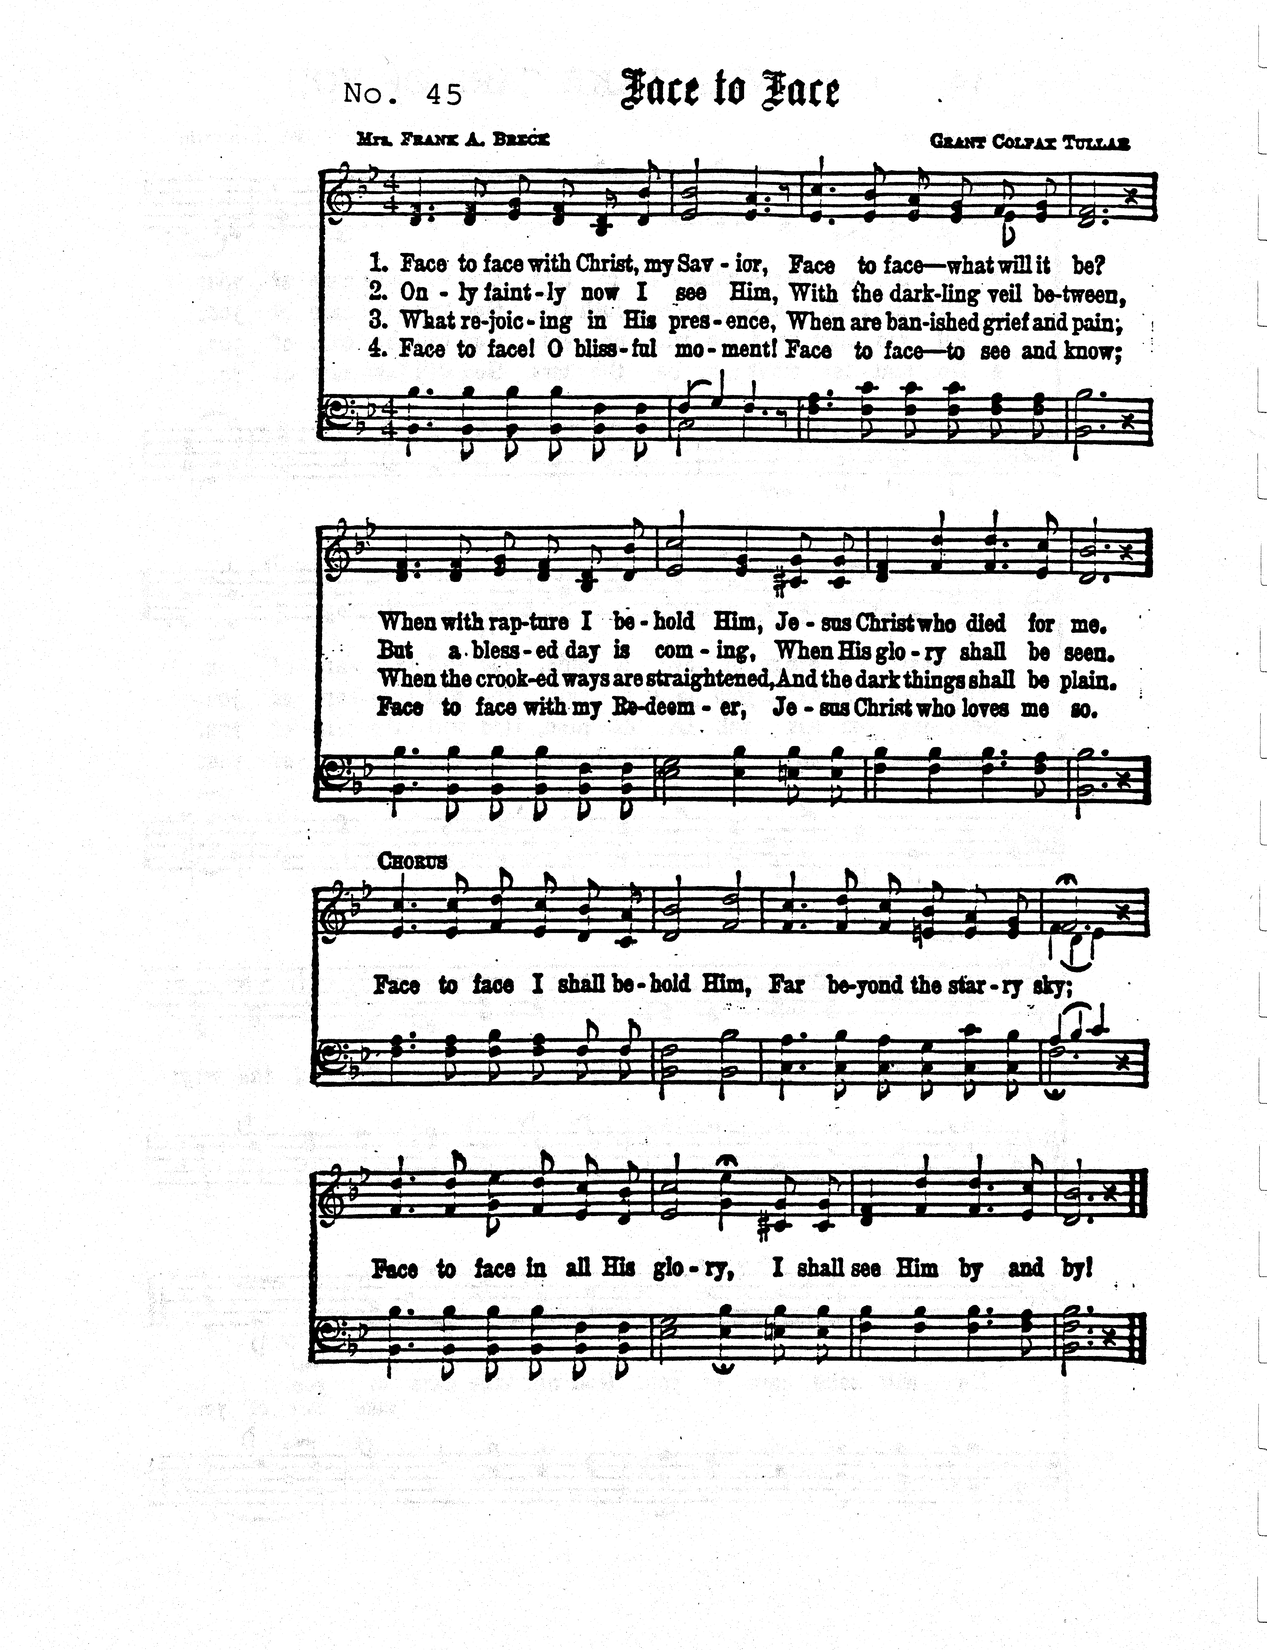 No. 45
Face to Face
Mrs. Frank A. Breck
Grant Colfax Tullar
4 4
1. Face to face with Christ, my Sav - ior, Face to face—what will it be?
2. On - ly faint - ly now I see Him, With the dark-ling veil be-tween,
3. What re-joic - ing in His pres - ence, When are ban-ished grief and pain;
4. Face to face! O bliss - ful mo - ment! Face to face—to see and know;
4 4
When with rap-ture I be - hold Him, Je - sus Christ who died for me.
But a bless - ed day is com - ing, When His glo - ry shall be seen.
When the crook-ed ways are straightened, And the dark things shall be plain.
Face to face with my Re-deem - er, Je - sus Christ who loves me so.
Chorus
Face to face I shall be - hold Him, Far be-yond the star - ry sky;
Face to face in all His glo - ry, I shall see Him by and by!